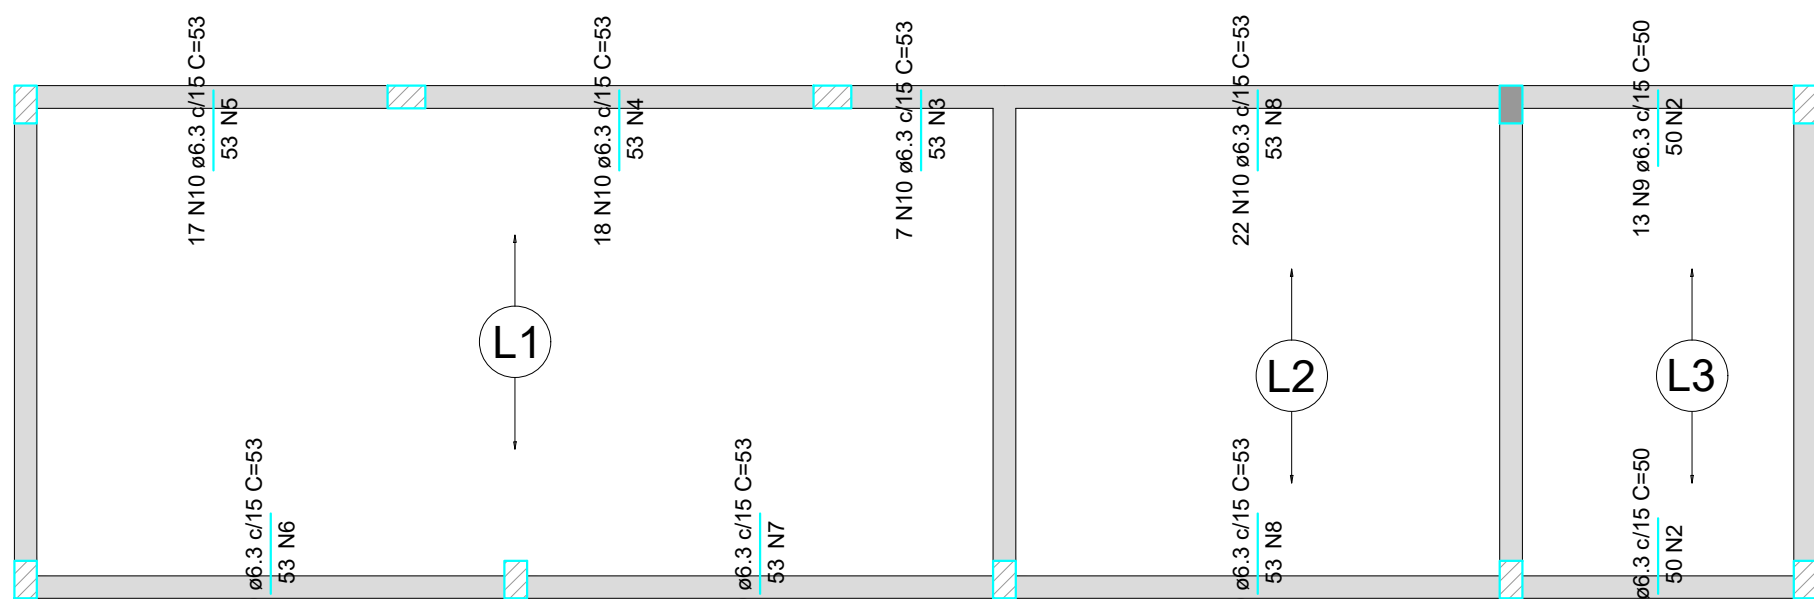 17 N10 ø6.3 c/15 C=53
53 N5
18 N10 ø6.3 c/15 C=53
53 N4
7 N10 ø6.3 c/15 C=53
53 N3
22 N10 ø6.3 c/15 C=53
53 N8
13 N9 ø6.3 c/15 C=50
50 N2
L1
L2
L3
ø6.3 c/15 C=53
53 N6
ø6.3 c/15 C=53
53 N7
ø6.3 c/15 C=53
53 N8
ø6.3 c/15 C=50
50 N2